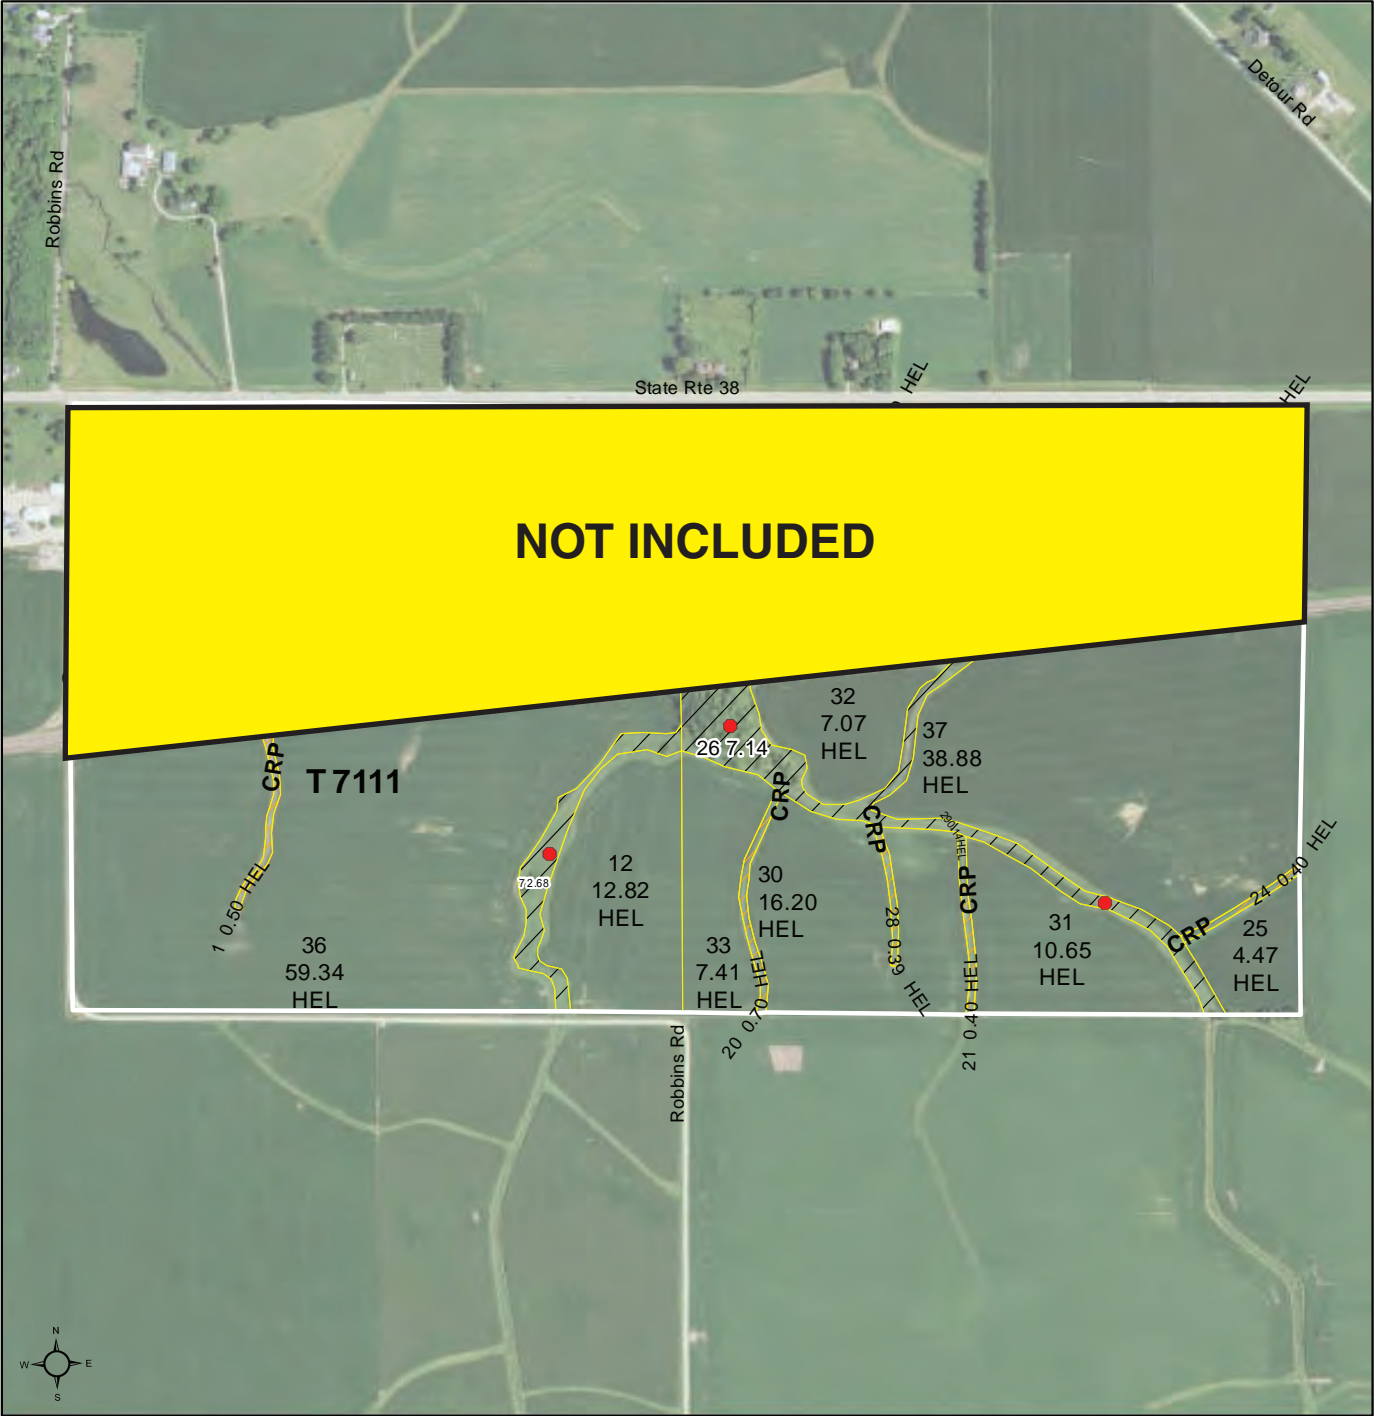 Detour Rd
Robbins Rd
State Rte 38
HEL
HEL
NOT INCLUDED
32
7.07
HEL
37
38.88
HEL
26 7.14
CRP
T 7111
CRP
CRP
HEL
24 0.40 HEL
12
12.82
HEL
7 2.68
30
16.20
HEL
CRP
1 0.50 HEL
28 0.39 HEL
31
10.65
HEL
CRP
25
4.47
HEL
36
59.34
HEL
33
7.41
HEL
20 0.70 HEL
21 0.40 HEL
Robbins Rd
N
W E
S